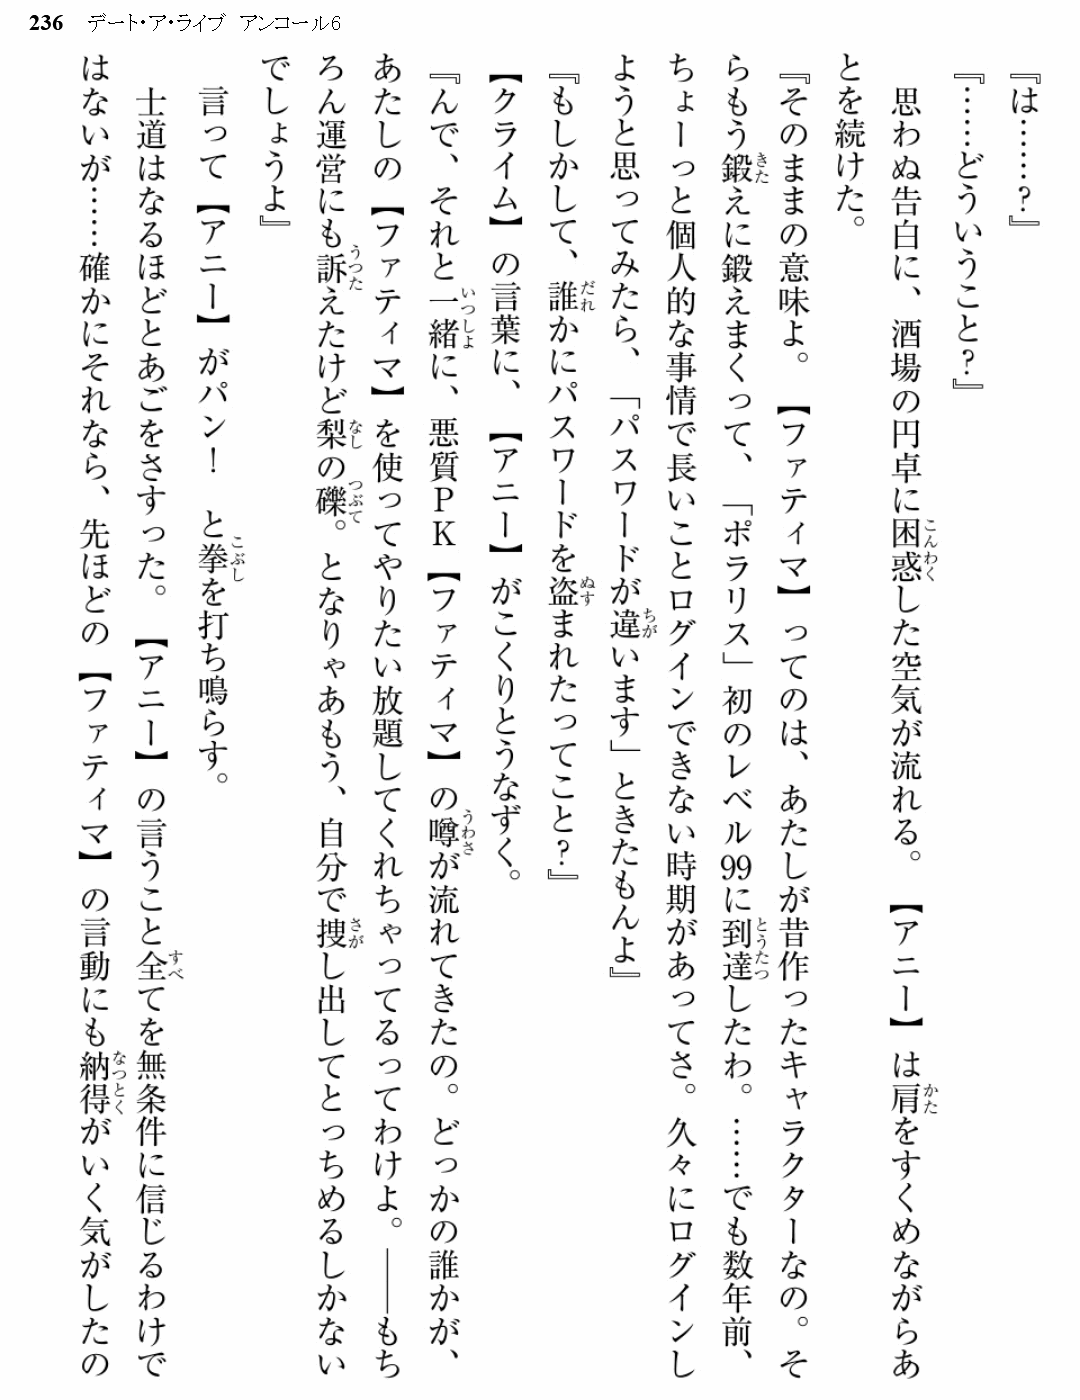 236 デート・ア・ライブ アンコール6
『は……?』
『……どういうこと?』
思わぬ告白に、酒場の円卓に困惑した空気が流れる。【アニー】は肩をすくめながらあ
とを続けた。
『そのままの意味よ。【ファティマ】ってのは、あたしが昔作ったキャラクターなの。そ
らもう鍛えに鍛えまくって、「ポラリス」初のレベル99に到達したわ。……でも数年前、
ちょーっと個人的な事情で長いことログインできない時期があってさ。久々にログインし
ようと思ってみたら、「パスワードが違います」ときたもんよ』
『もしかして、誰かにパスワードを盗まれたってこと?』
【クライム】の言葉に、【アニー】がこくりとうなずく。
『んで、それと一緒に、悪質PK【ファティマ】の噂が流れてきたの。どっかの誰かが、
あたしの【ファティマ】を使ってやりたい放題してくれちゃってるってわけよ。――もち
ろん運営にも訴えたけど梨の礫。となりゃあもう、自分で捜し出してとっちめるしかない
でしょうよ』
言って【アニー】がパン! と拳を打ち鳴らす。
士道はなるほどとあごをさすった。【アニー】の言うこと全てを無条件に信じるわけで
はないが……確かにそれなら、先ほどの【ファティマ】の言動にも納得がいく気がしたの